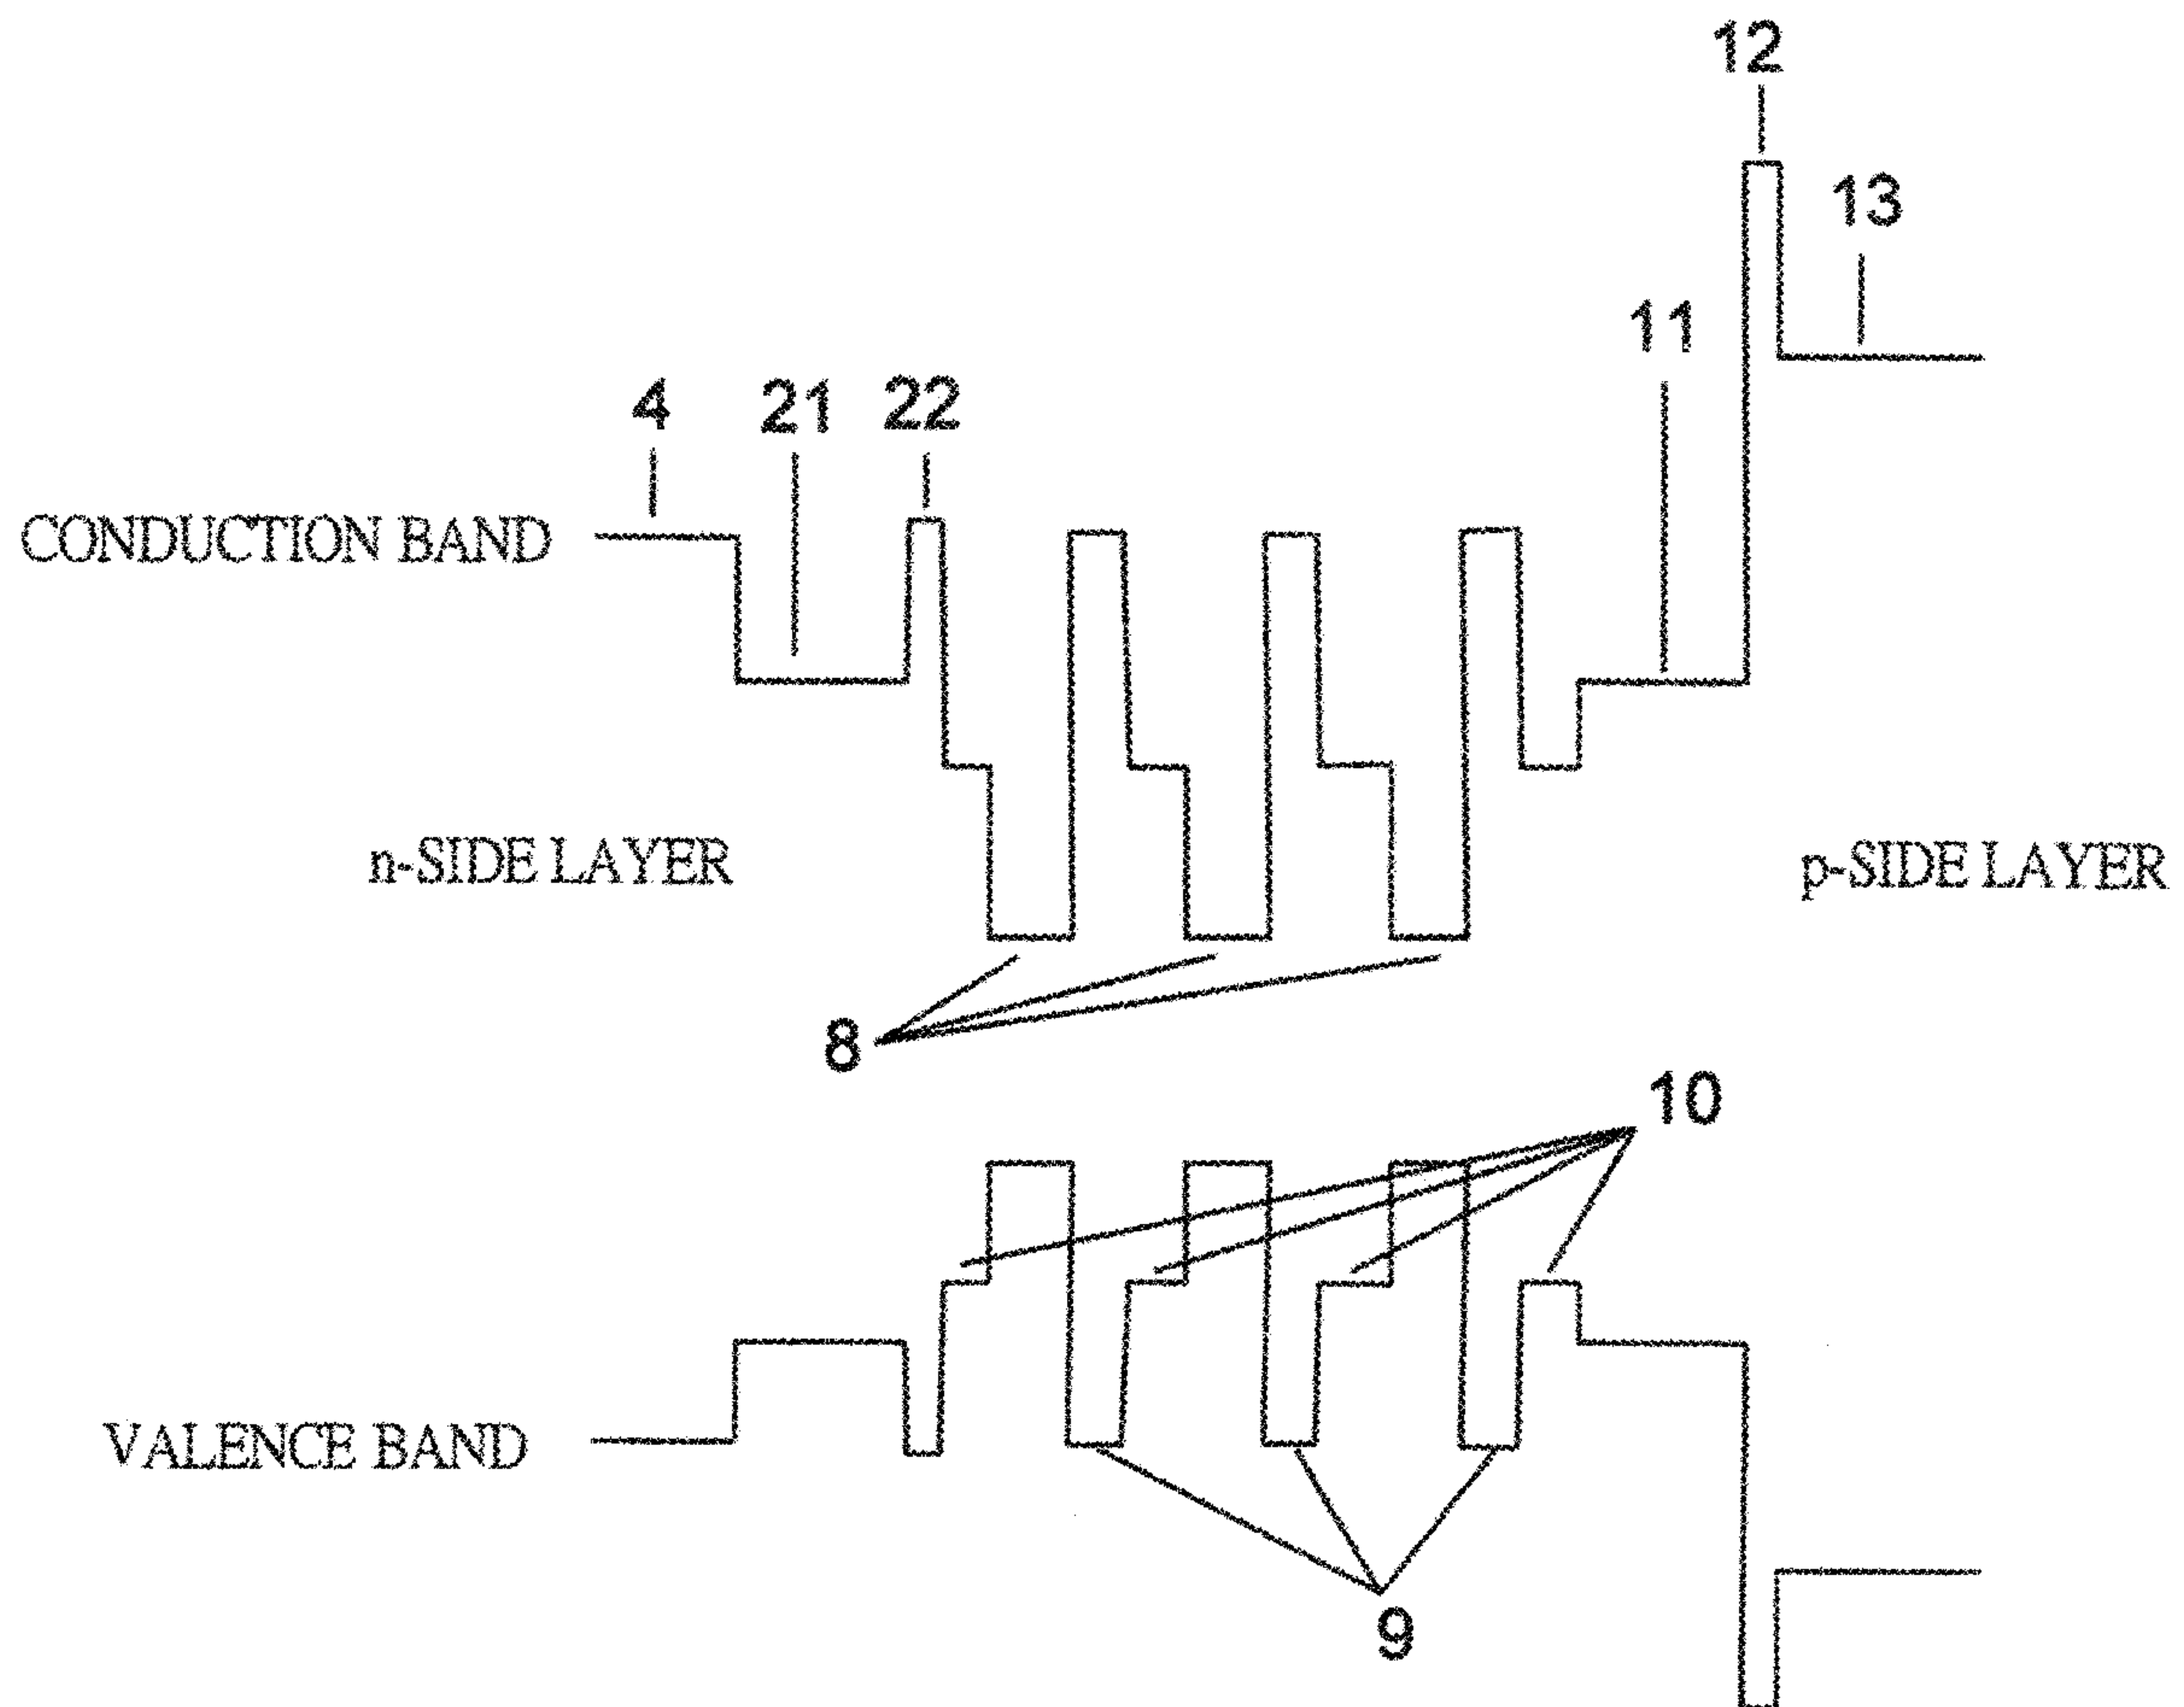 12
13
11
4
21
22
CONDUCTION BAND
n-SIDE LAYER
p-SIDE LAYER
8
10
VALENCE BAND
9